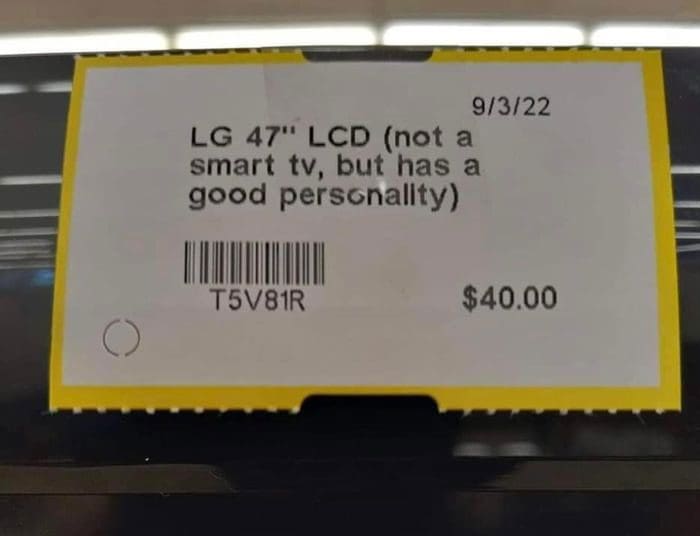 9/3/22
LG 47" LCD (not a
smart tv, but has a
good personality)
T5V81R
$40.00